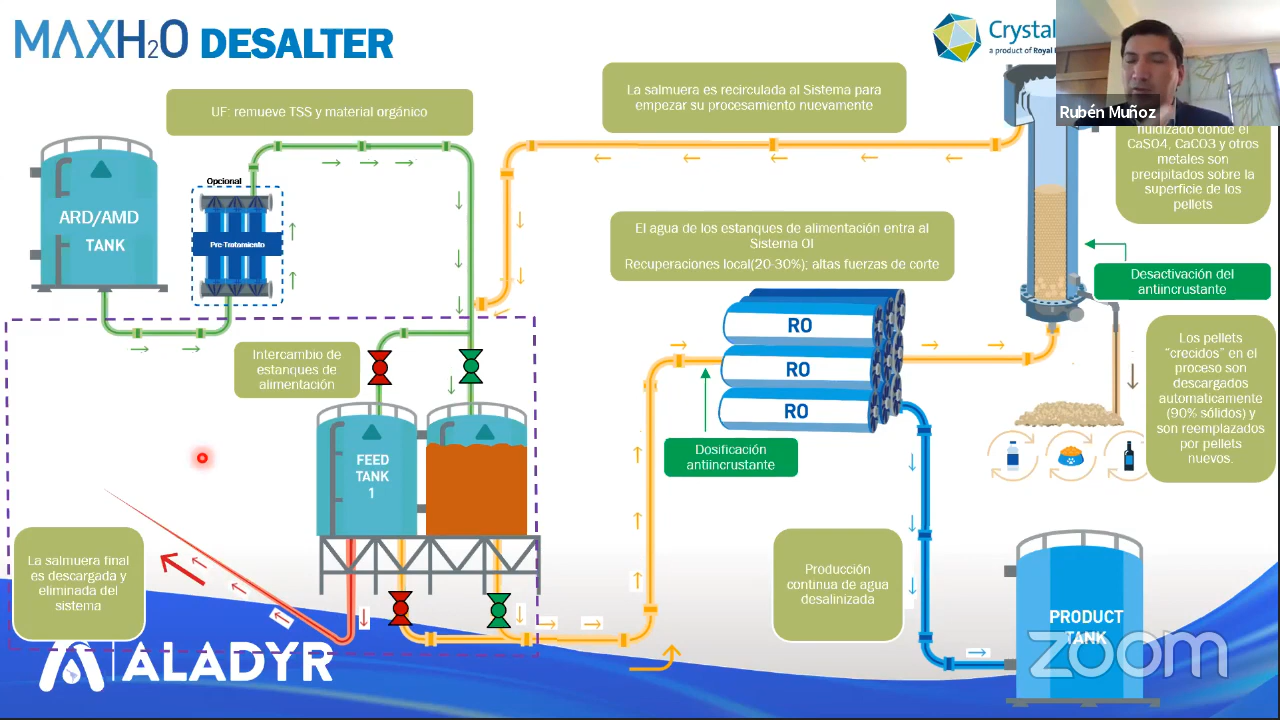 MAXH2O DESALTER
Crystal
a product of Royal
Rubén Muñoz
UF: remueve TSS y material orgánico
La salmuera es recirculada al Sistema para
empezar su procesamiento nuevamente
fluidizado donde el
CaSO4, CaCO3 y otros
metales son
precipitados sobre la
superficie de los
pellets
Opcional
Pre-Tratamiento
ARD/AMD
TANK
El agua de los estanques de alimentación entra al
Sistema OI
Recuperaciones local(20-30%); altas fuerzas de corte
Desactivación del
antiincrustante
Intercambio de
estanques de
alimentación
RO
RO
RO
Los pellets
"crecidos" en el
proceso son
descargados
automaticamente
(90% sólidos) y
son reemplazados
por pellets
nuevos.
Dosificación
antiincrustante
FEED
TANK
1
La salmuera final
es descargada y
eliminada del
sistema
Producción
continua de agua
desalinizada
PRODUCT
TANK
ALADYR
zoom